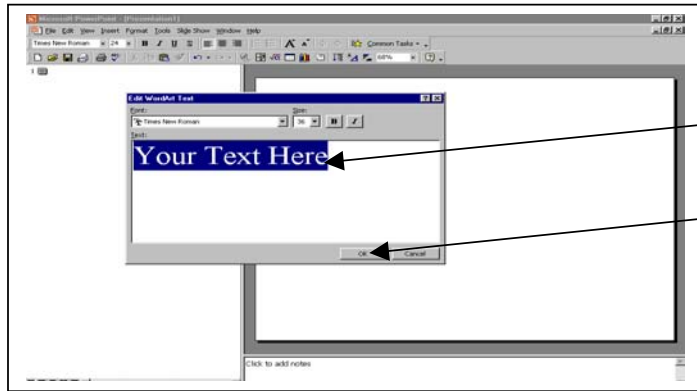 Microsoft PowerPoint - [Presentation1]
File Edit View Insert Format Tools Slide Show Window Help
Times New Roman 24 B I U S Common Tasks
68%
1
Edit WordArt Text
Font: Size:
Times New Roman 36 B I
Text:
Your Text Here
OK Cancel
Click to add notes